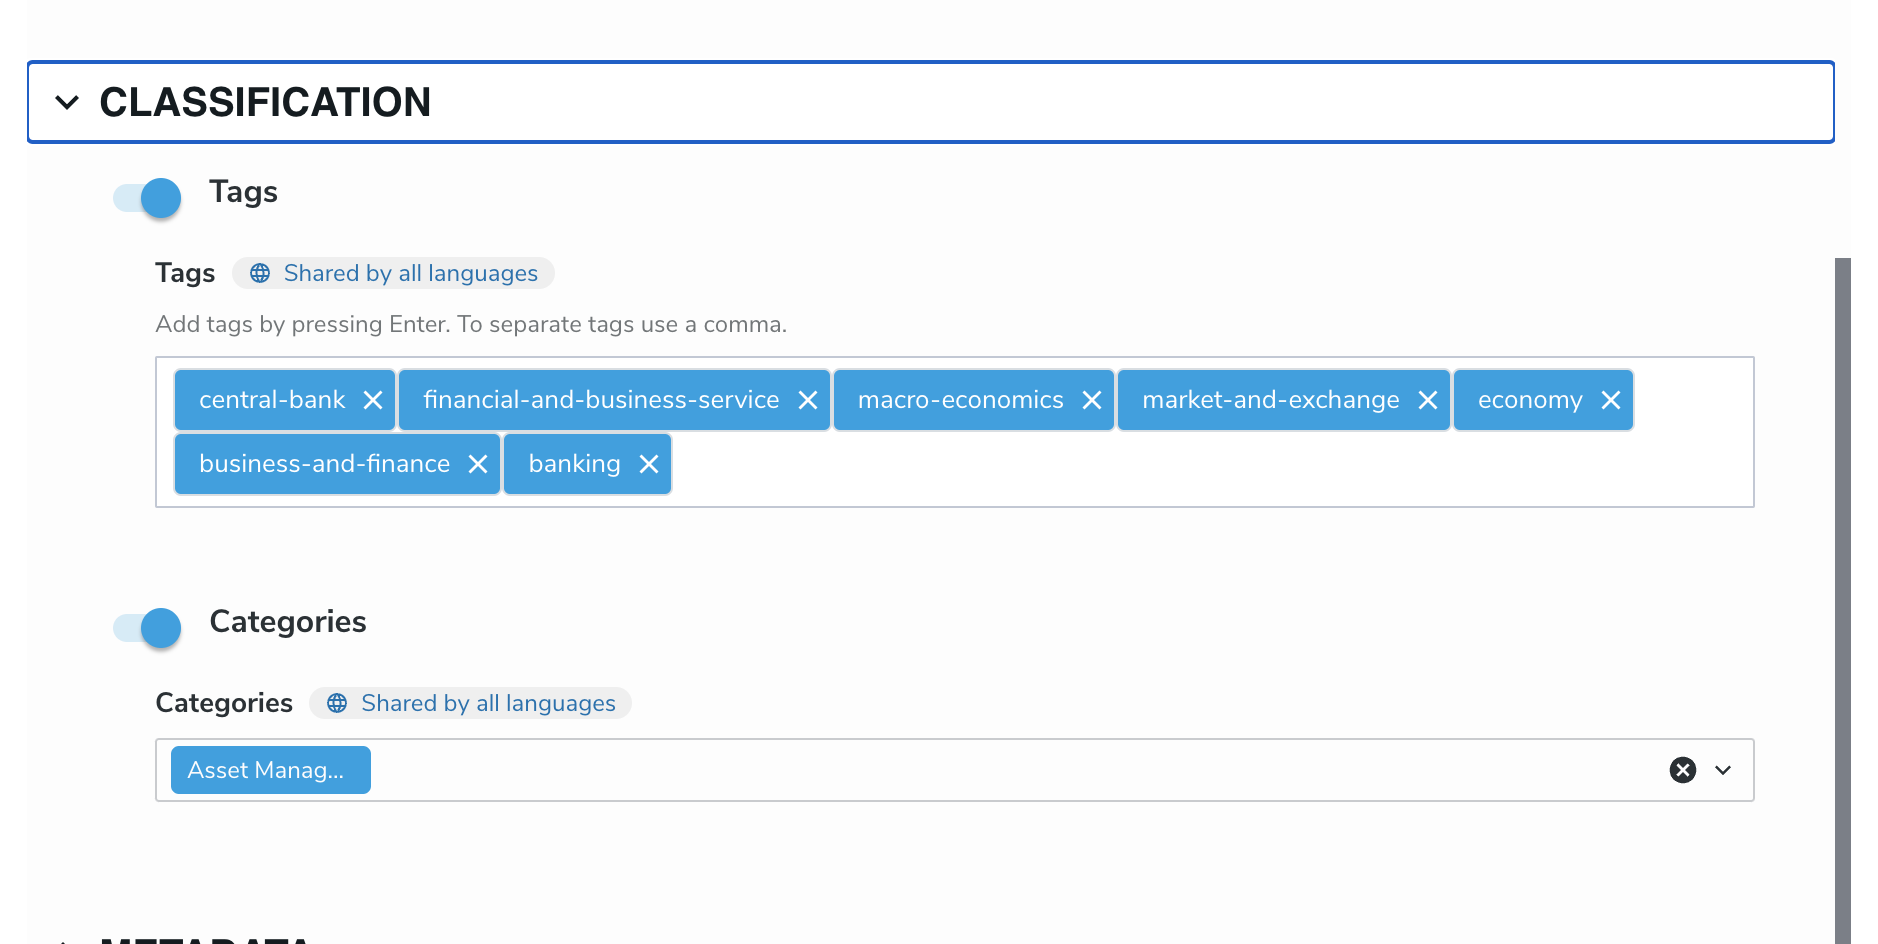 CLASSIFICATION
Tags
Tags Shared by all languages
Add tags by pressing Enter. To separate tags use a comma.
central-bank financial-and-business-service macro-economics market-and-exchange economy
business-and-finance banking
Categories
Categories Shared by all languages
Asset Manag...
METADATA